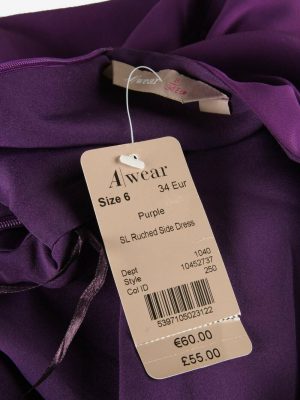 A|wear
Size 6 34 Eur
Purple
SL Ruched Side Dress
Dept 1040
Style 10452737
Col ID 250
5397105023122
€60.00
£55.00